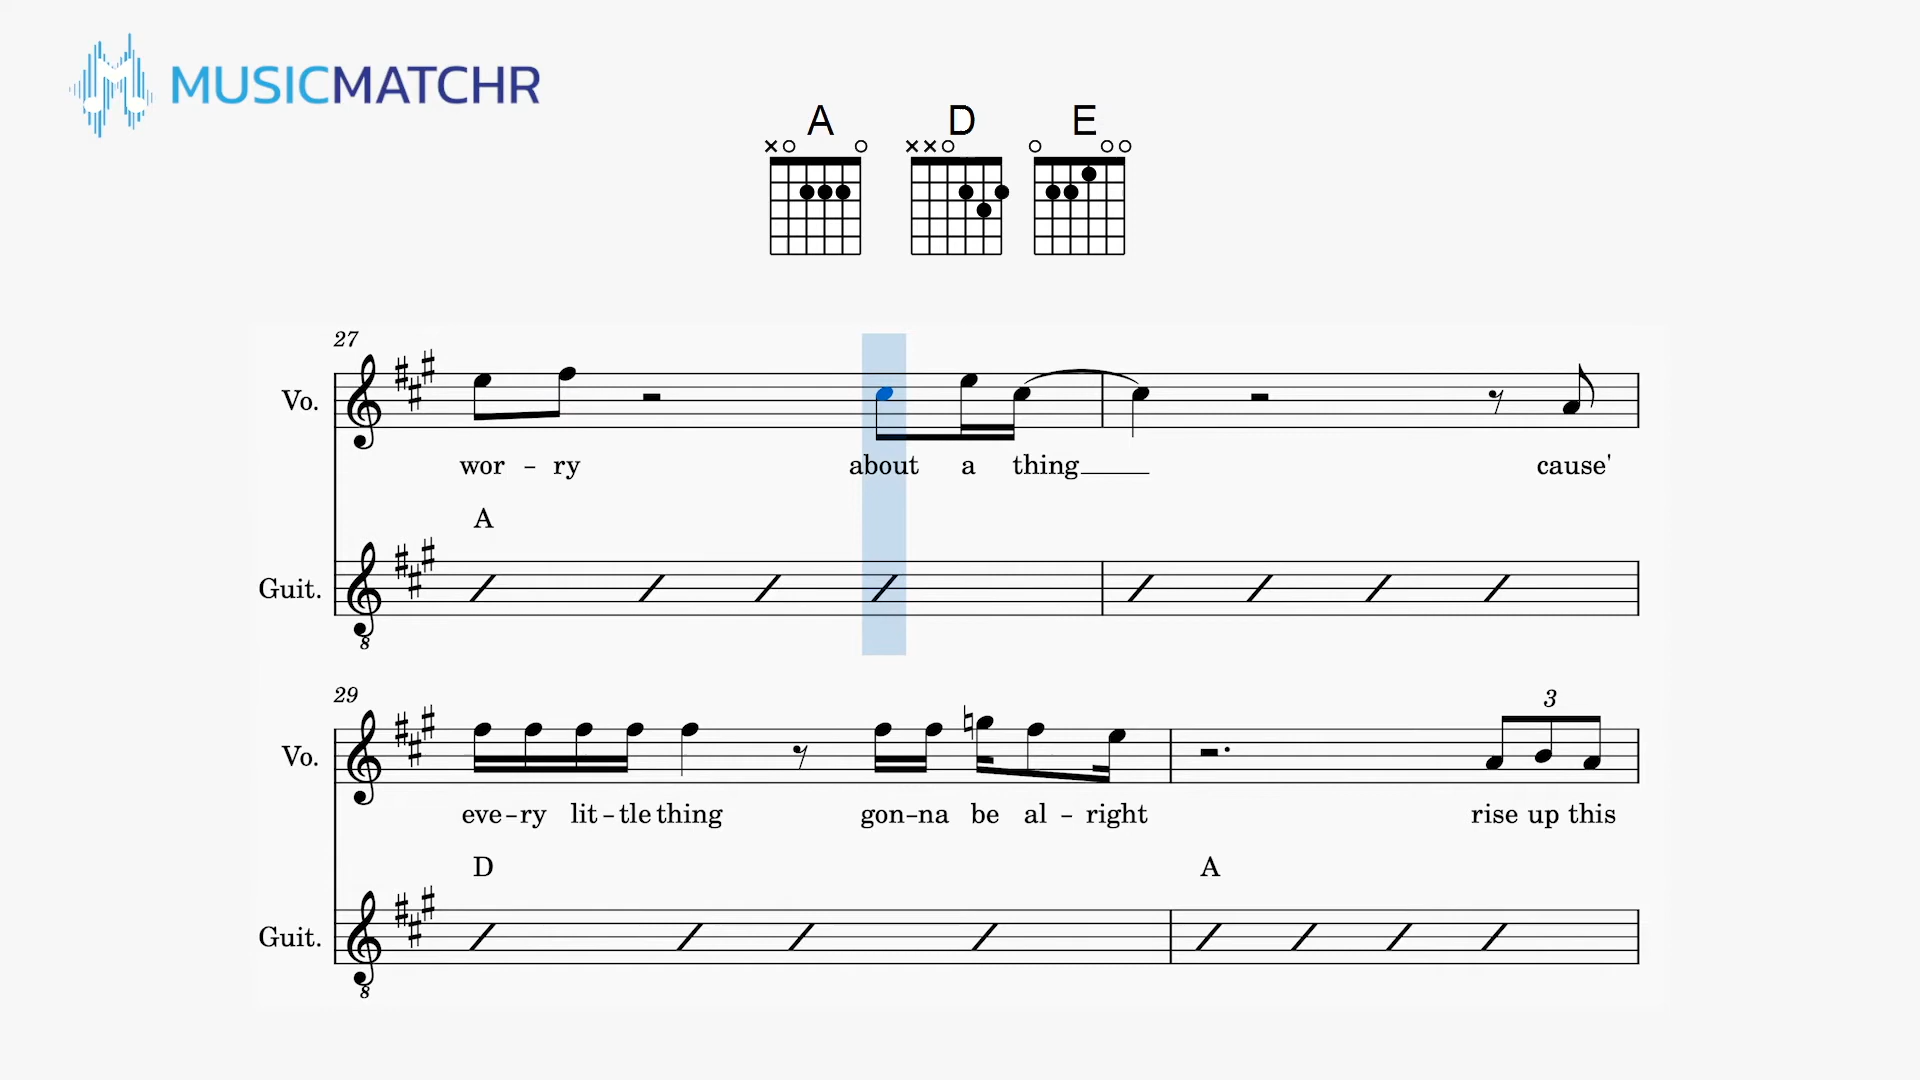 MUSICMATCHR
A D E
27
Vo.
wor - ry about a thing cause'
A
Guit.
8
29
3
Vo.
eve-ry lit-tle thing gon-na be al - right rise up this
D A
Guit.
8